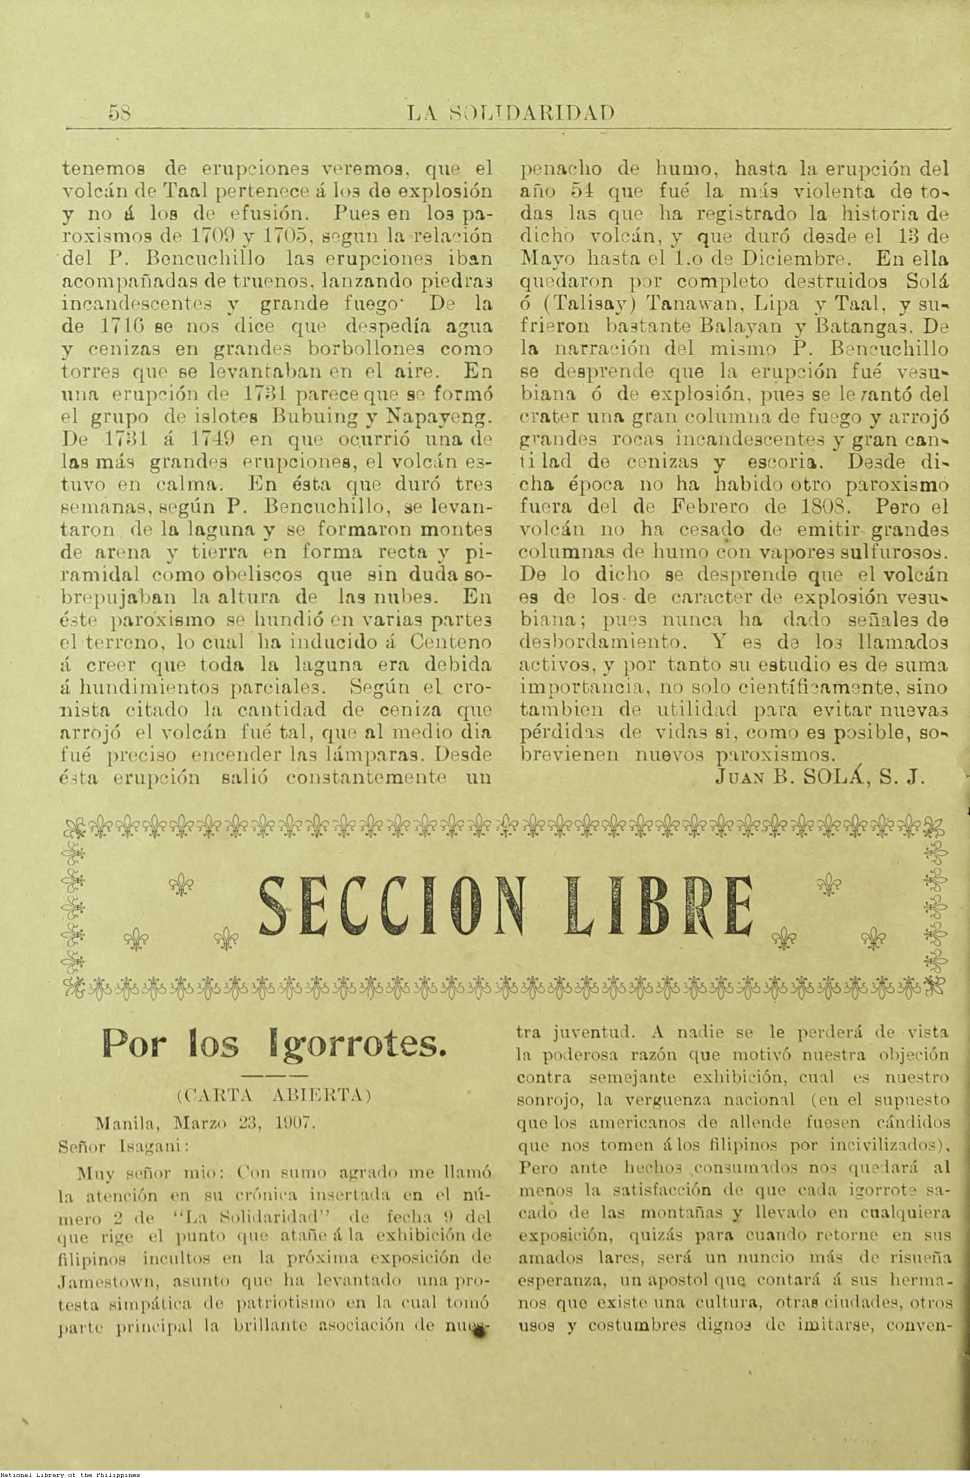 58
LA SOLIDARIDAD
tenemos de erupciones veremos, que el
volcán de Taal pertenece á los de explosión
y no á los de efusión. Pues en los pa-
roxismos de 1709 y 1705, segun la relación
del P. Bencuchillo las erupciones iban
acompañadas de truenos, lanzando piedras
incandescentes y grande fuego· De la
de 1716 se nos dice que despedía agua
y cenizas en grandes borbollones como
torres que se levantaban en el aire. En
una erupción de 1731 parece que se formó
el grupo de islotes Bubuing y Napayeng.
De 1731 á 1749 en que ocurrió una de
las más grandes erupciones, el volcán es-
tuvo en calma. En ésta que duró tres
semanas, según P. Bencuchillo, se levan-
taron de la laguna y se formaron montes
de arena y tierra en forma recta y pi-
ramidal como obeliscos que sin duda so-
brepujaban la altura de las nubes. En
éste paroxismo se hundió en varias partes
el terreno, lo cual ha inducido á Centeno
á creer que toda la laguna era debida
á hundimientos parciales. Según el cro-
nista citado la cantidad de ceniza que
arrojó el volcán fué tal, que al medio dia
fué preciso encender las lámparas. Desde
ésta erupción salió constantemente un
penacho de humo, hasta la erupción del
año 54 que fué la más violenta de to-
das las que ha registrado la historia de
dicho volcán, y que duró desde el 13 de
Mayo hasta el 1.o de Diciembre. En ella
quedaron por completo destruidos Solá
ó (Talisay) Tanawan, Lipa y Taal, y su-
frieron bastante Balayan y Batangas. De
la narración del mismo P. Bencuchillo
se desprende que la erupción fué vesu-
biana ó de explosión, pues se levantó del
crater una gran columna de fuego y arrojó
grandes rocas incandescentes y gran can-
tilad de cenizas y escoria. Desde di-
cha época no ha habido otro paroxismo
fuera del de Febrero de 1808. Pero el
volcán no ha cesado de emitir grandes
columnas de humo con vapores sulfurosos.
De lo dicho se desprende que el volcán
es de los de caracter de explosión vesu-
biana; pues nunca ha dado señales de
desbordamiento. Y es de los llamados
activos, y por tanto su estudio es de suma
importancia, no solo científicamente, sino
tambien de utilidad para evitar nuevas
pérdidas de vidas si, como es posible, so-
brevienen nuevos paroxismos.
JUAN B. SOLÁ, S. J.
SECCION LIBRE
Por los Igorrotes.
(CARTA ABIERTA)
Manila, Marzo 23, 1907.
Señor Isagani:
Muy señor mio: Con sumo agrado me llamó
la atención en su crónica insertada en el nú-
mero 2 de "La Solidaridad" de fecha 9 del
que rige el punto que atañe á la exhibición de
filipinos incultos en la próxima exposición de
Jamestown, asunto que ha levantado una pro-
testa simpática de patriotismo en la cual tomó
parte principal la brillante asociación de nues-
tra juventud. A nadie se le perderá de vista
la poderosa razón que motivó nuestra objeción
contra semejante exhibición, cual es nuestro
sonrojo, la verguenza nacional (en el supuesto
que los americanos de allende fuesen cándidos
que nos tomen á los filipinos por incivilizados).
Pero ante hechos consumados nos quedará al
menos la satisfacción de que cada igorrote sa-
cado de las montañas y llevado en cualquiera
exposición, quizás para cuando retorne en sus
amados lares, será un nuncio más de risueña
esperanza, un apostol que contará á sus herma-
nos que existe una cultura, otras ciudades, otros
usos y costumbres dignos de imitarse, conven-
National Library of the Philippines